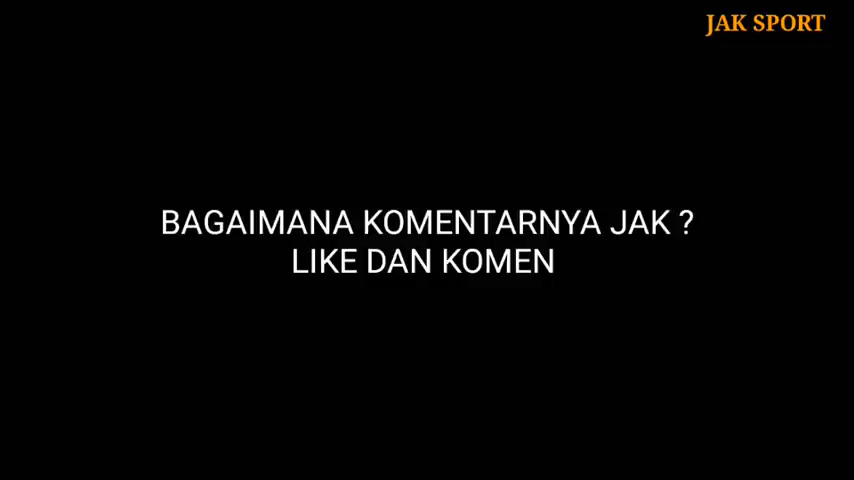 JAK SPORT
BAGAIMANA KOMENTARNYA JAK ?
LIKE DAN KOMEN